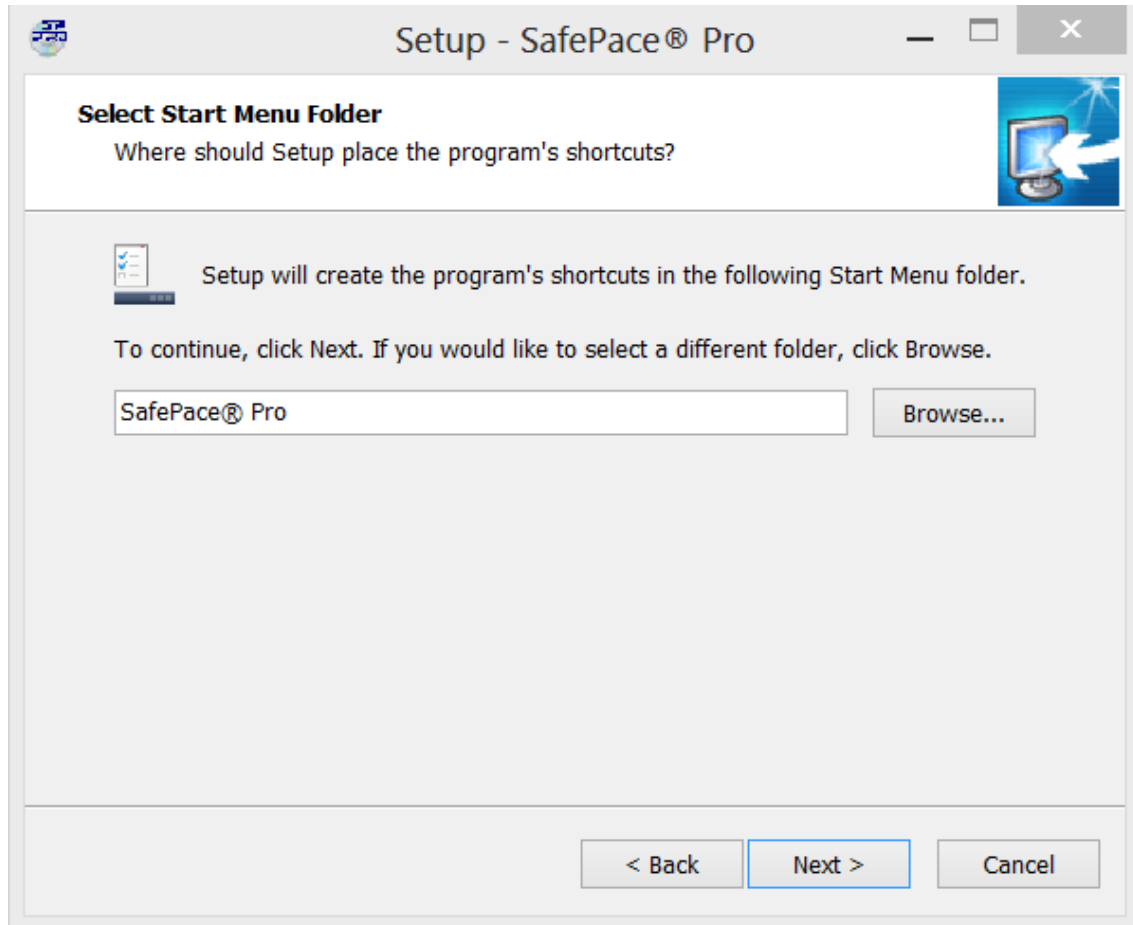 Setup - SafePace® Pro
Select Start Menu Folder
Where should Setup place the program's shortcuts?
Setup will create the program's shortcuts in the following Start Menu folder.
To continue, click Next. If you would like to select a different folder, click Browse.
SafePace® Pro
Browse...
< Back
Next >
Cancel